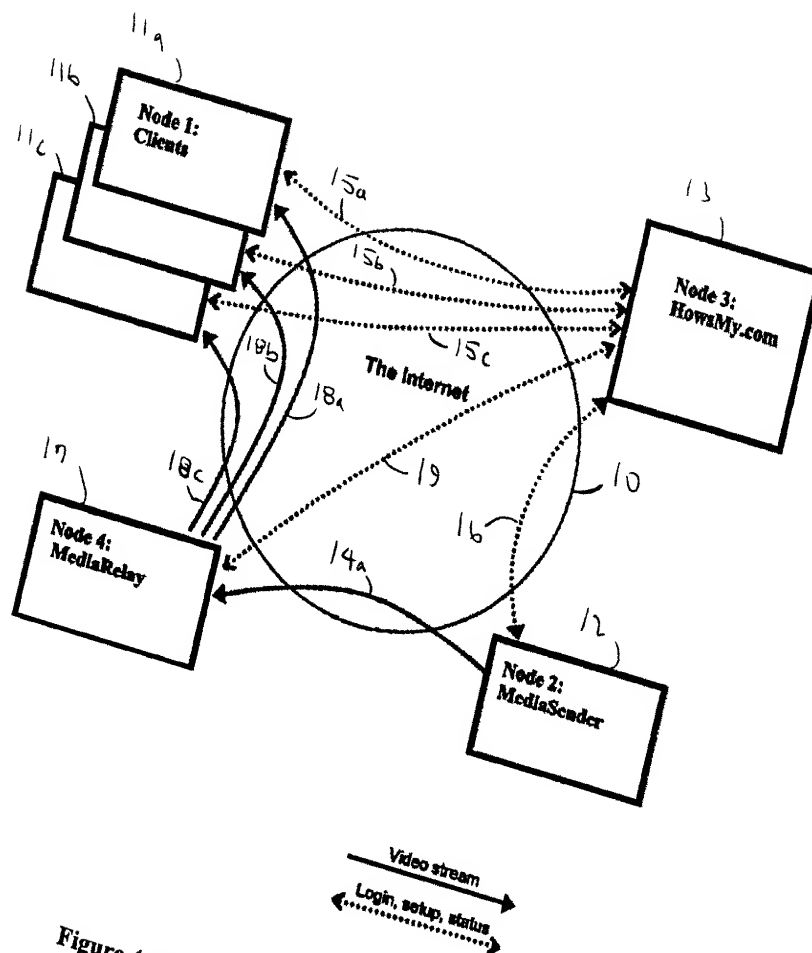 11a
11b
11c
Node 1:
Clients
15a
13
Node 3:
HowsMy.com
15b
15c
The Internet
18b
18a
18c
19
10
17
Node 4:
MediaRelay
16
14a
12
Node 2:
MediaSender
Video stream
Login, setup, status
Figure